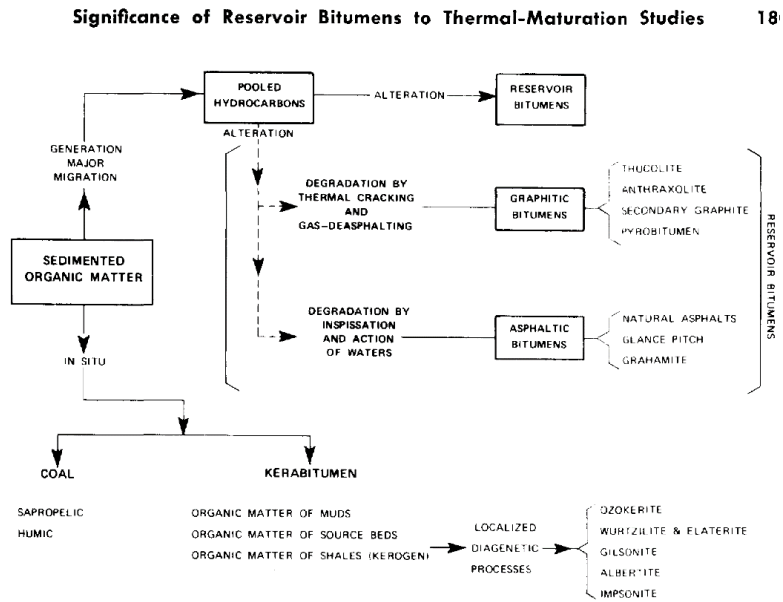 Significance of Reservoir Bitumens to Thermal-Maturation Studies
POOLED
HYDROCARBONS
ALTERATION
RESERVOIR
BITUMENS
ALTERATION
GENERATION
MAJOR
MIGRATION
DEGRADATION BY
THERMAL CRACKING
AND
GAS-DEASPHALTING
GRAPHITIC
BITUMENS
THUCOLITE
ANTHRAXOLITE
SECONDARY GRAPHITE
PYROBITUMEN
RESERVOIR BITUMENS
SEDIMENTED
ORGANIC MATTER
DEGRADATION BY
INSPISSATION
AND ACTION
OF WATERS
ASPHALTIC
BITUMENS
NATURAL ASPHALTS
GLANCE PITCH
GRAHAMITE
IN SITU
COAL
KERABITUMEN
SAPROPELIC
HUMIC
ORGANIC MATTER OF MUDS
ORGANIC MATTER OF SOURCE BEDS
ORGANIC MATTER OF SHALES (KEROGEN)
LOCALIZED
DIAGENETIC
PROCESSES
OZOKERITE
WURTZILITE & ELATERITE
GILSONITE
ALBERTITE
IMPSONITE